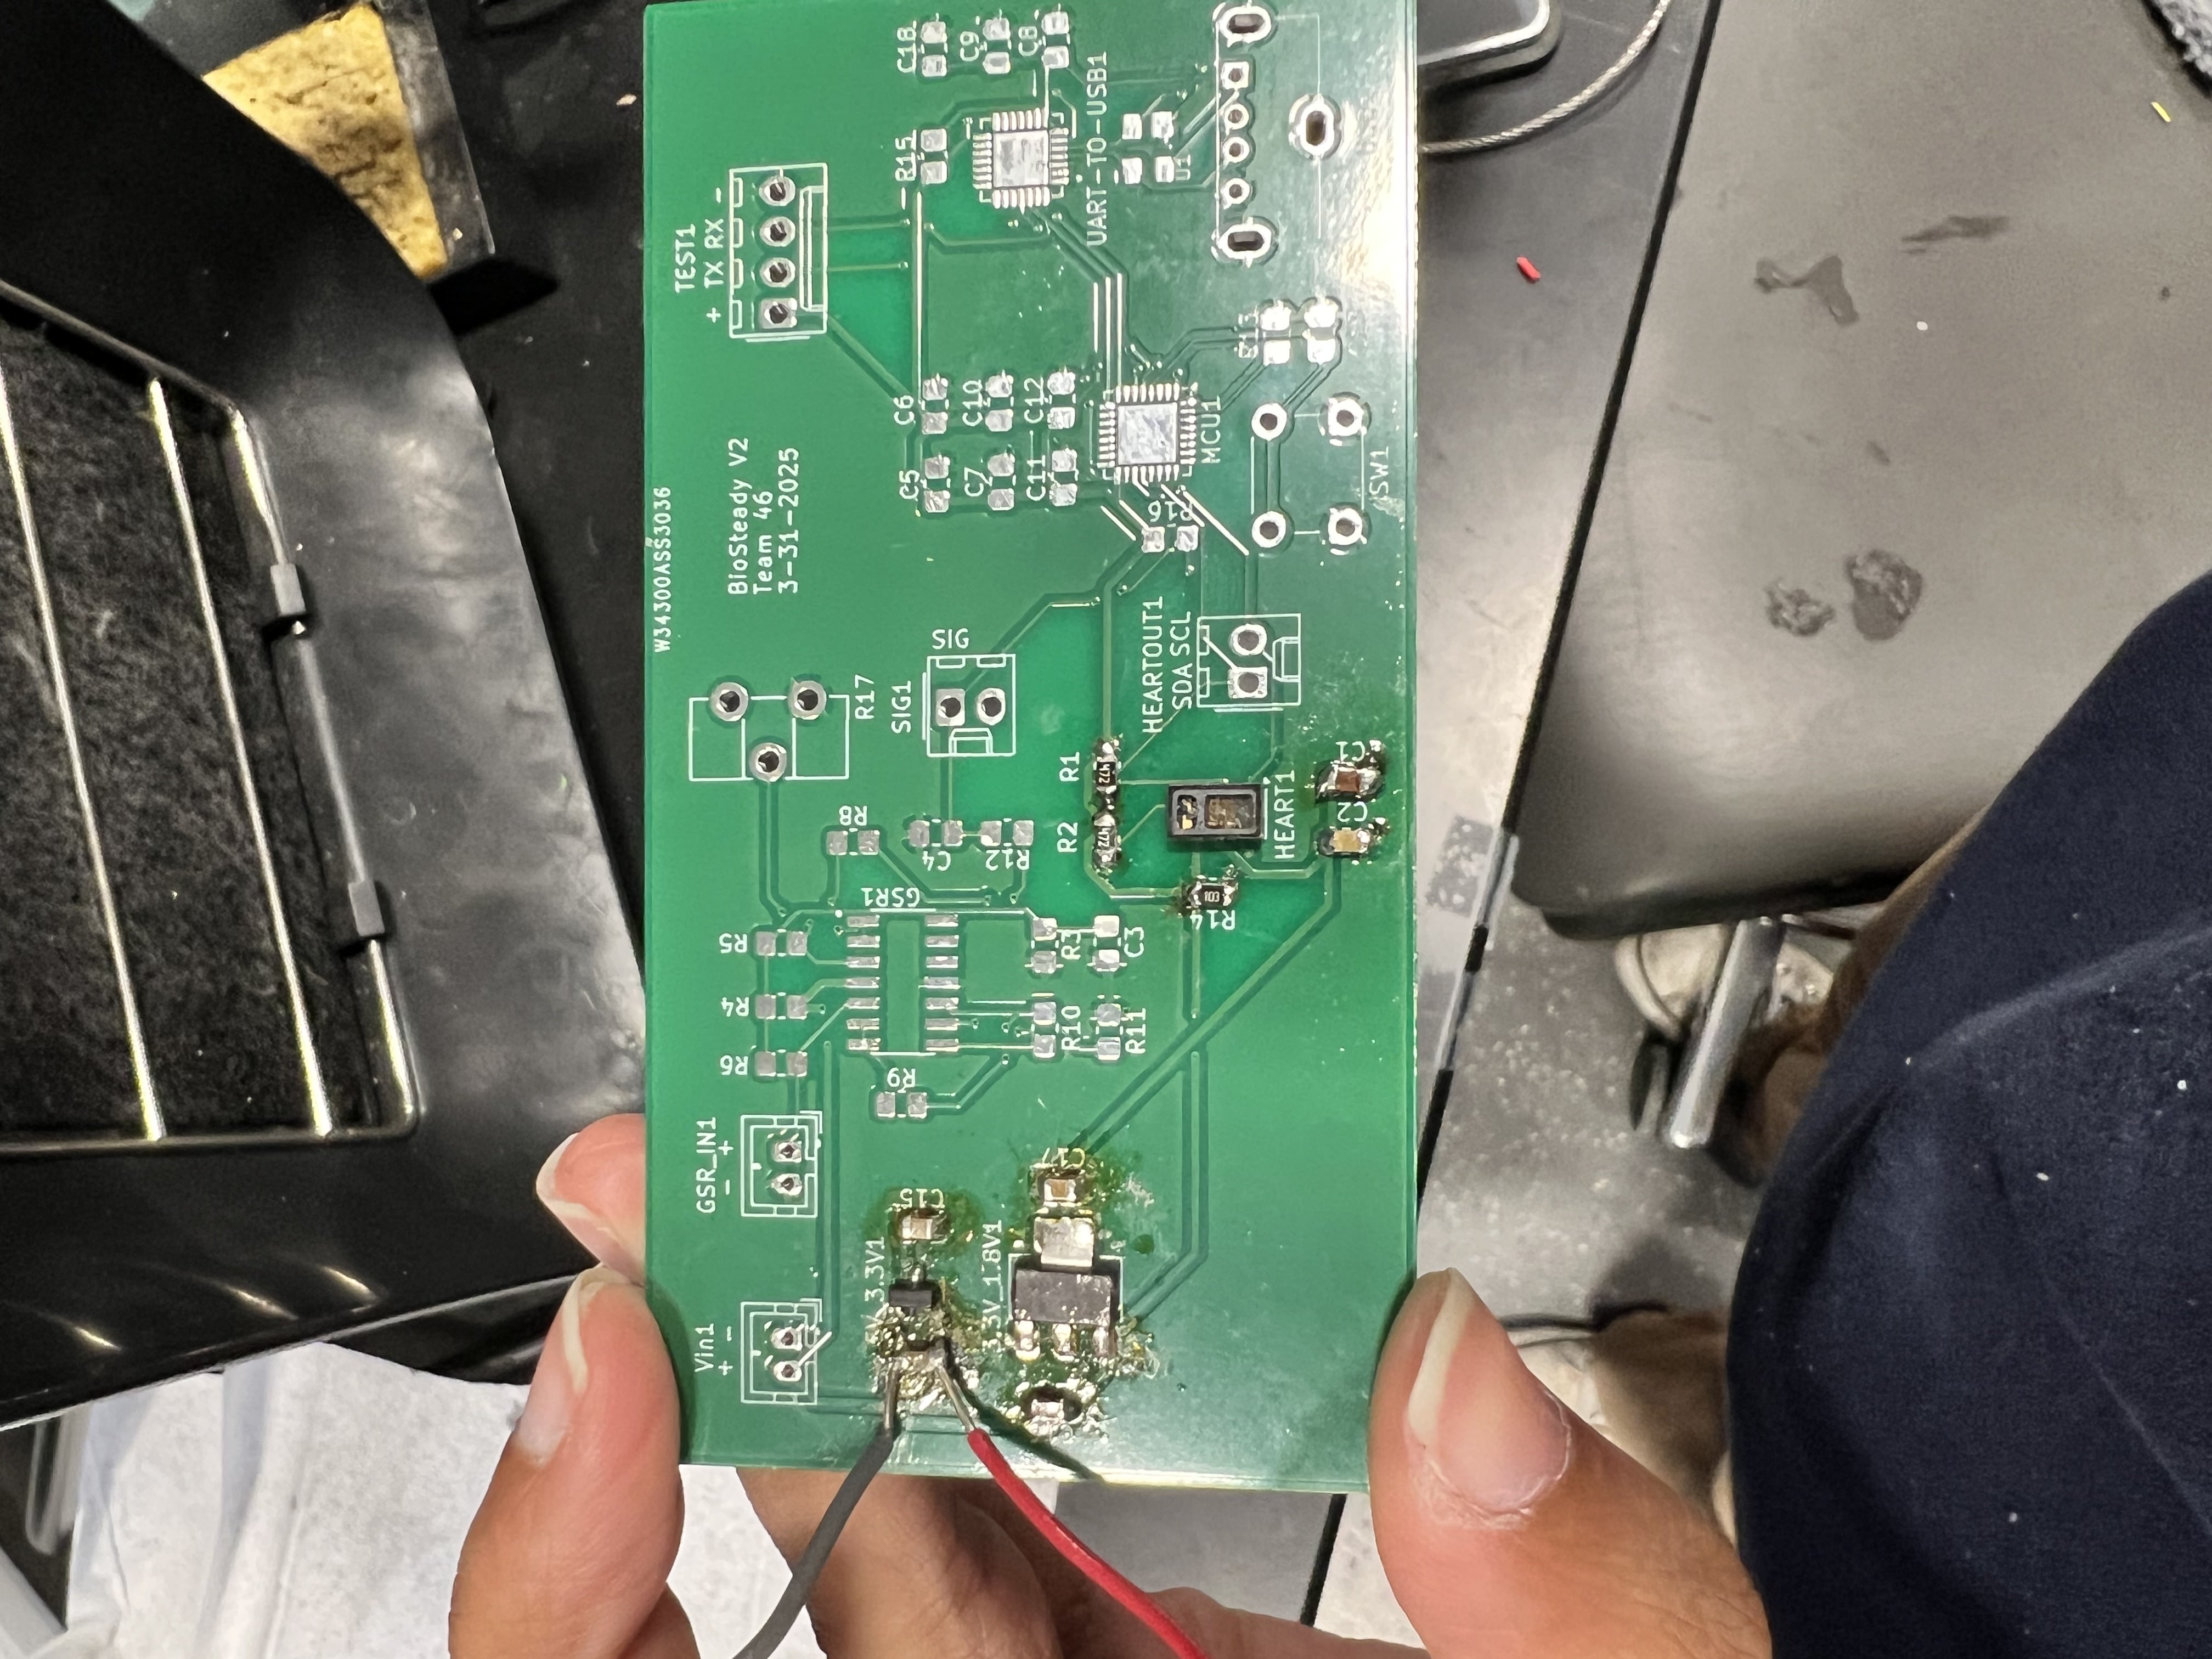 W34300ASS3036
Vin1
+ -
GSR_IN1
- +
R6
R4
R5
BioSteady V2
Team 46
3-31-2025
TEST1
+ TX RX -
R17
R8
GSR1
R9
5V_3.3V1
C15
SIG1
SIG
C4
R12
C5
C6
R15
C18
C7
C10
C9
C11
C12
C8
3.3V_1.8V1
R10
R3
R11
C3
R2
R1
472
472
UART-TO-USB1
HEARTOUT1
SDA SCL
R16
MCU1
U1
R14
HEART1
R13
C2
C1
SW1